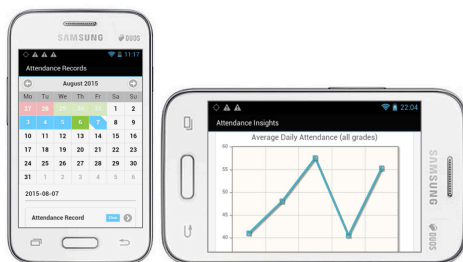 SAMSUNG DUOS
11:17
Attendance Records
August 2015
Mo Tu We Th Fr Sa Su
27 28 29 30 31 1 2
3 4 5 6 7 8 9
10 11 12 13 14 15 16
17 18 19 20 21 22 23
24 25 26 27 28 29 30
31 1 2 3 4 5 6
2015-08-07
Attendance Record
22:04
Attendance Insights
Average Daily Attendance (all grades)
60
55
50
45
40
SAMSUNG DUOS